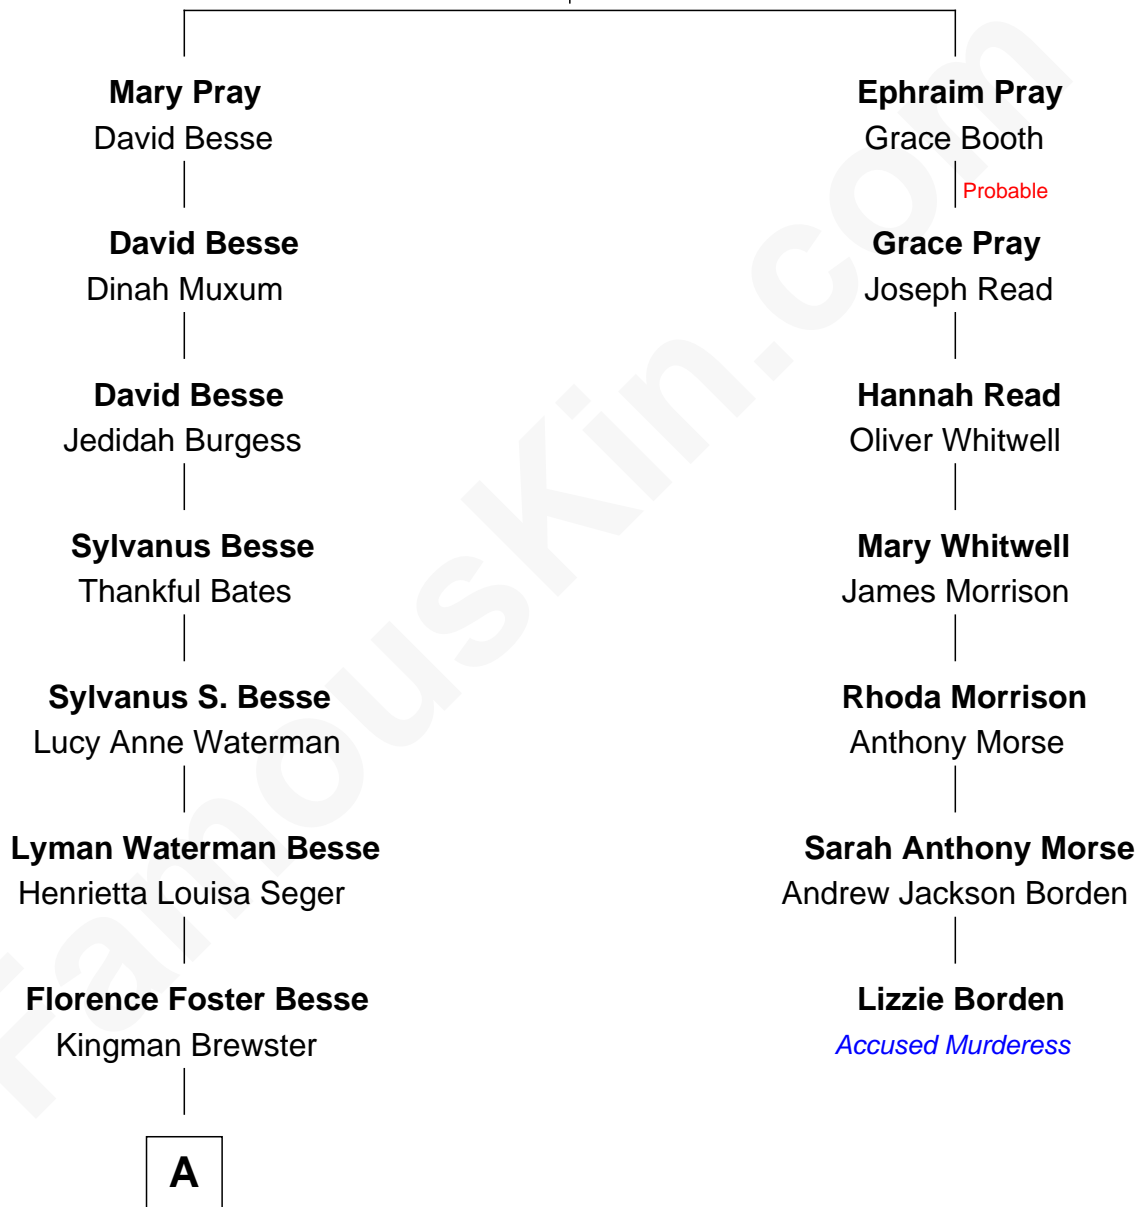 Mary Pray
David Besse
Ephraim Pray
Grace Booth
Probable
David Besse
Dinah Muxum
Grace Pray
Joseph Read
David Besse
Jedidah Burgess
Hannah Read
Oliver Whitwell
Sylvanus Besse
Thankful Bates
Mary Whitwell
James Morrison
Sylvanus S. Besse
Lucy Anne Waterman
Rhoda Morrison
Anthony Morse
Lyman Waterman Besse
Henrietta Louisa Seger
Sarah Anthony Morse
Andrew Jackson Borden
Florence Foster Besse
Kingman Brewster
Lizzie Borden
Accused Murderess
A
FamousKin.com